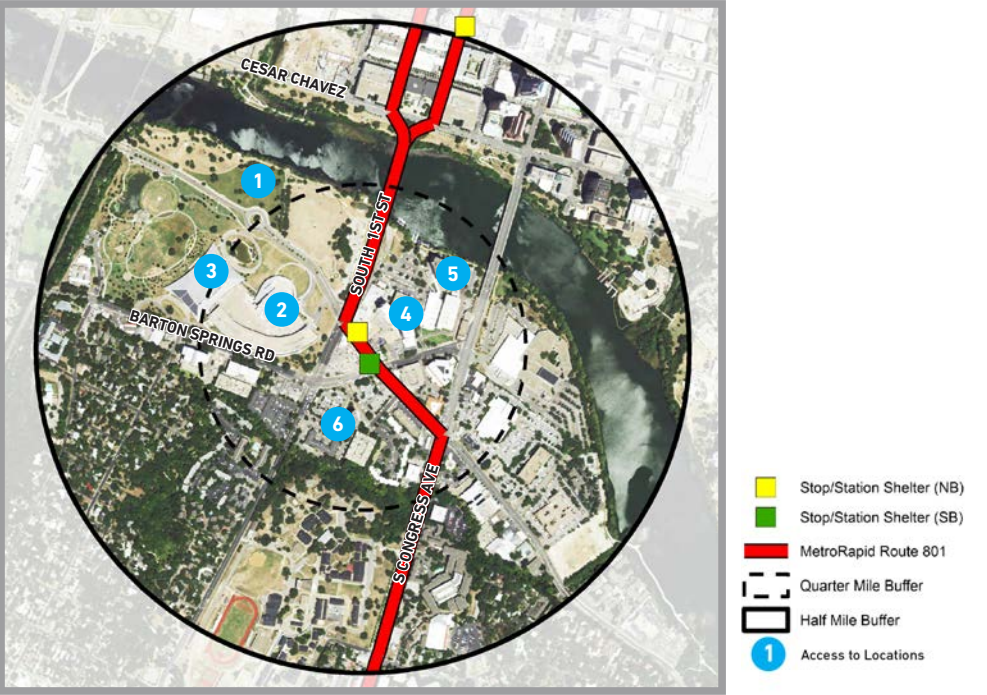 CESAR CHAVEZ
1
SOUTH 1ST ST
3
5
2
4
BARTON SPRINGS RD
6
S CONGRESS AVE
Stop/Station Shelter (NB)
Stop/Station Shelter (SB)
MetroRapid Route 801
Quarter Mile Buffer
Half Mile Buffer
1 Access to Locations